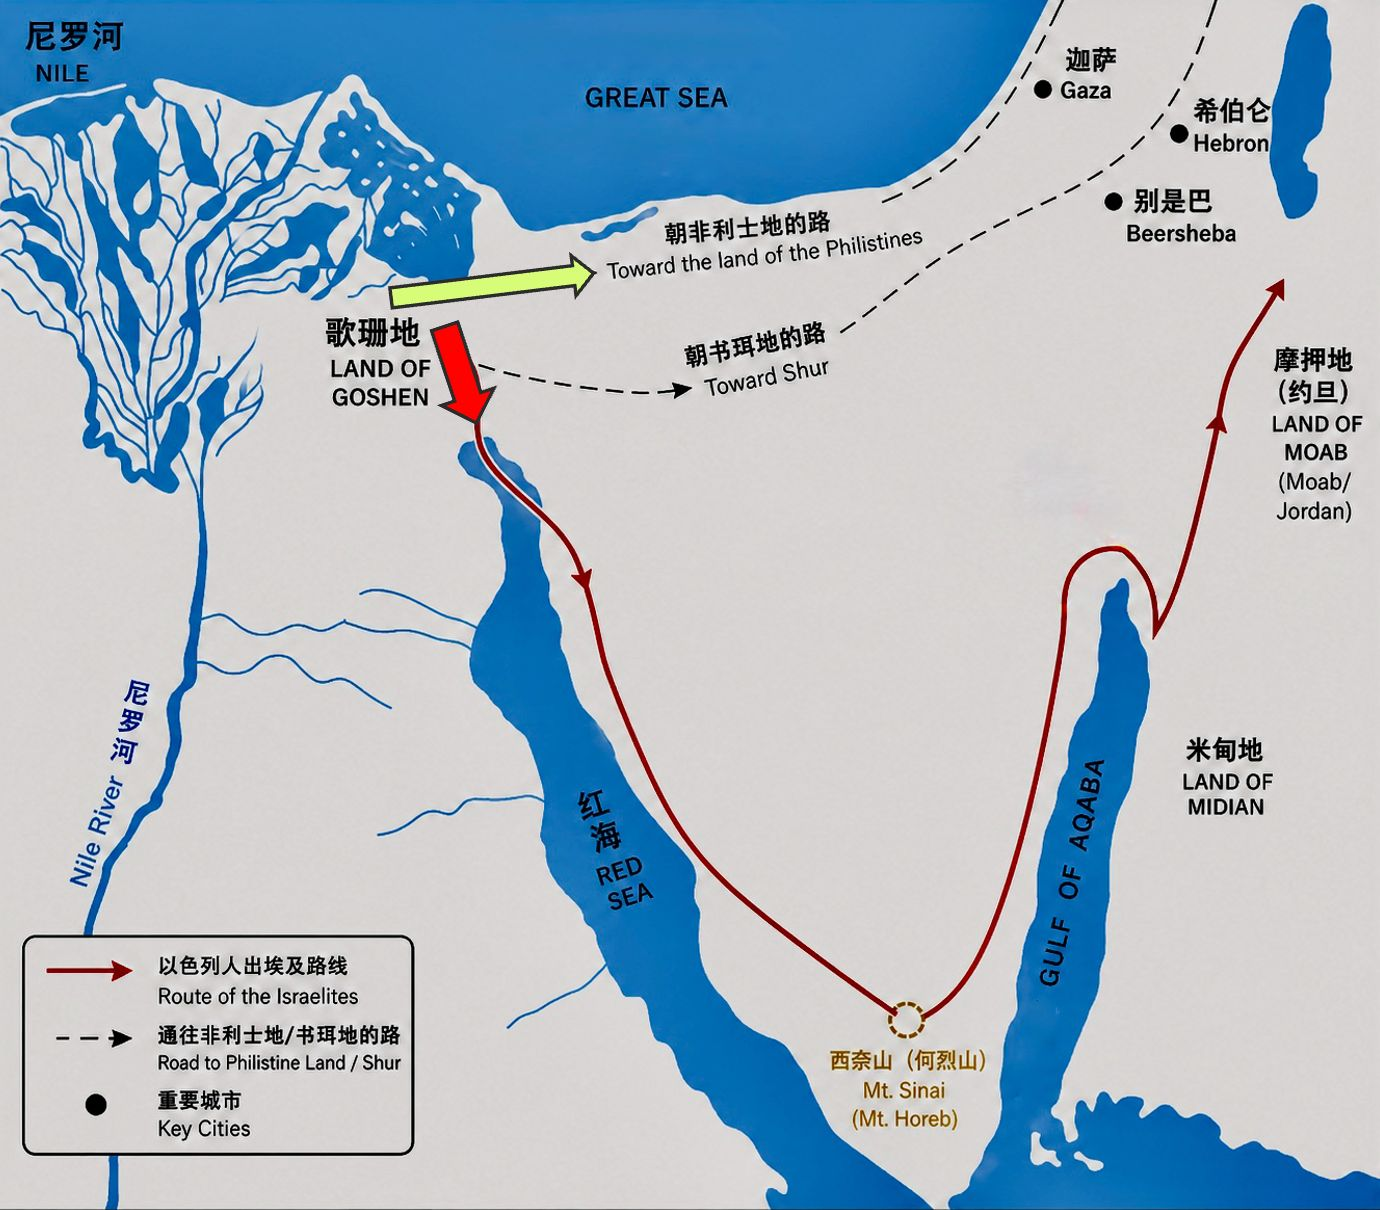 尼罗河
NILE
GREAT SEA
迦萨
Gaza
希伯仑
Hebron
别是巴
Beersheba
朝非利士地的路
Toward the land of the Philistines
歌珊地
LAND OF
GOSHEN
朝书珥地的路
Toward Shur
摩押地
（约旦）
LAND OF
MOAB
(Moab/
Jordan)
尼罗河
Nile River
红海
RED
SEA
GULF OF AQABA
米甸地
LAND OF
MIDIAN
西奈山（何烈山）
Mt. Sinai
(Mt. Horeb)
以色列人出埃及路线
Route of the Israelites
通往非利士地/书珥地的路
Road to Philistine Land / Shur
重要城市
Key Cities